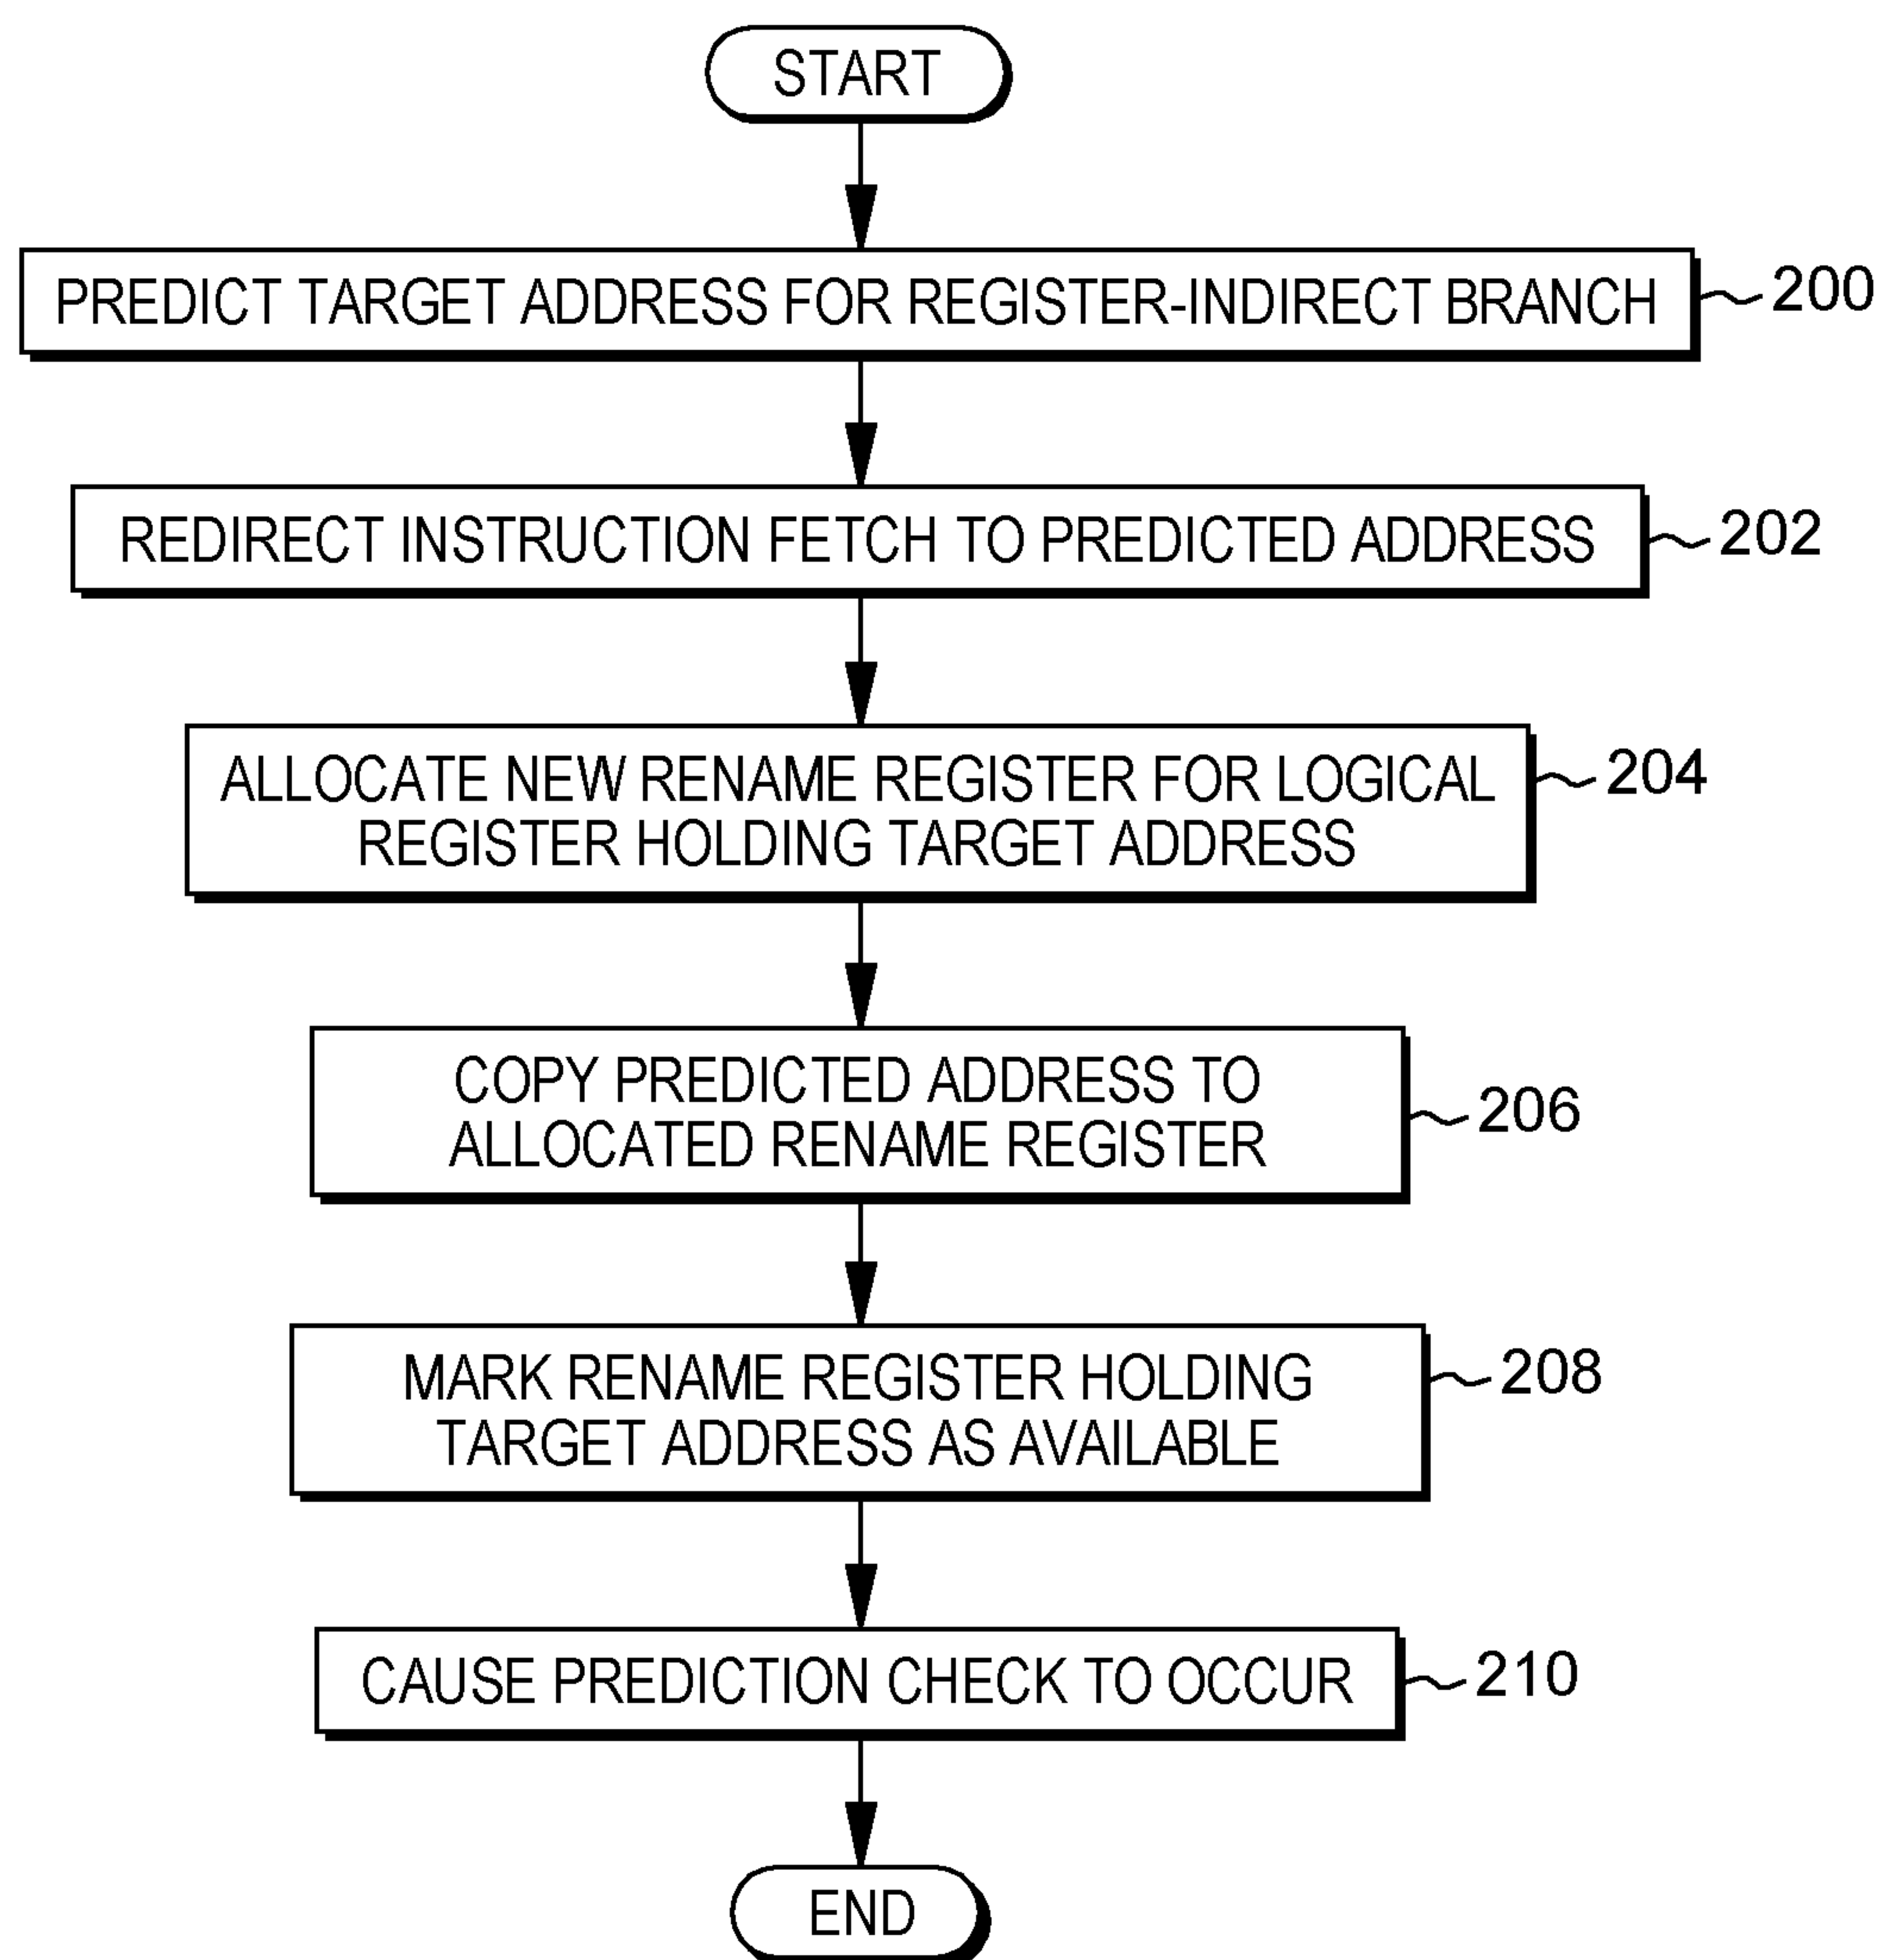 START
PREDICT TARGET ADDRESS FOR REGISTER-INDIRECT BRANCH
200
REDIRECT INSTRUCTION FETCH TO PREDICTED ADDRESS
202
ALLOCATE NEW RENAME REGISTER FOR LOGICAL
REGISTER HOLDING TARGET ADDRESS
204
COPY PREDICTED ADDRESS TO
ALLOCATED RENAME REGISTER
206
MARK RENAME REGISTER HOLDING
TARGET ADDRESS AS AVAILABLE
208
CAUSE PREDICTION CHECK TO OCCUR
210
END